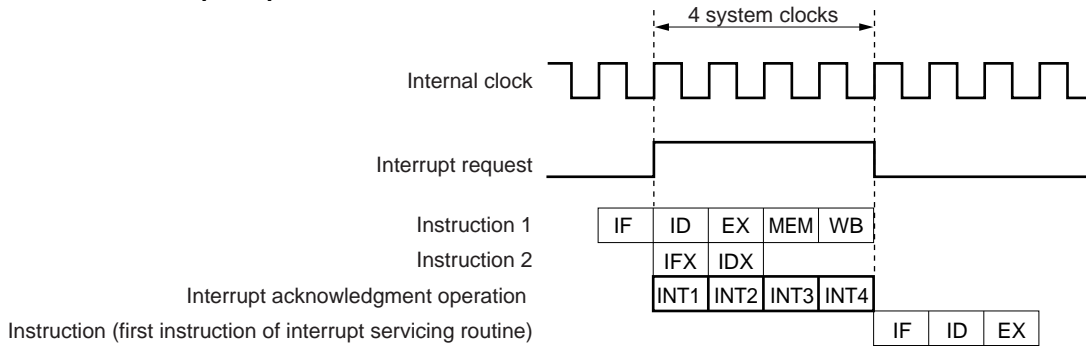 4 system clocks
Internal clock
Interrupt request
Instruction 1 IF ID EX MEM WB
Instruction 2 IFX IDX
Interrupt acknowledgment operation INT1 INT2 INT3 INT4
Instruction (first instruction of interrupt servicing routine) IF ID EX